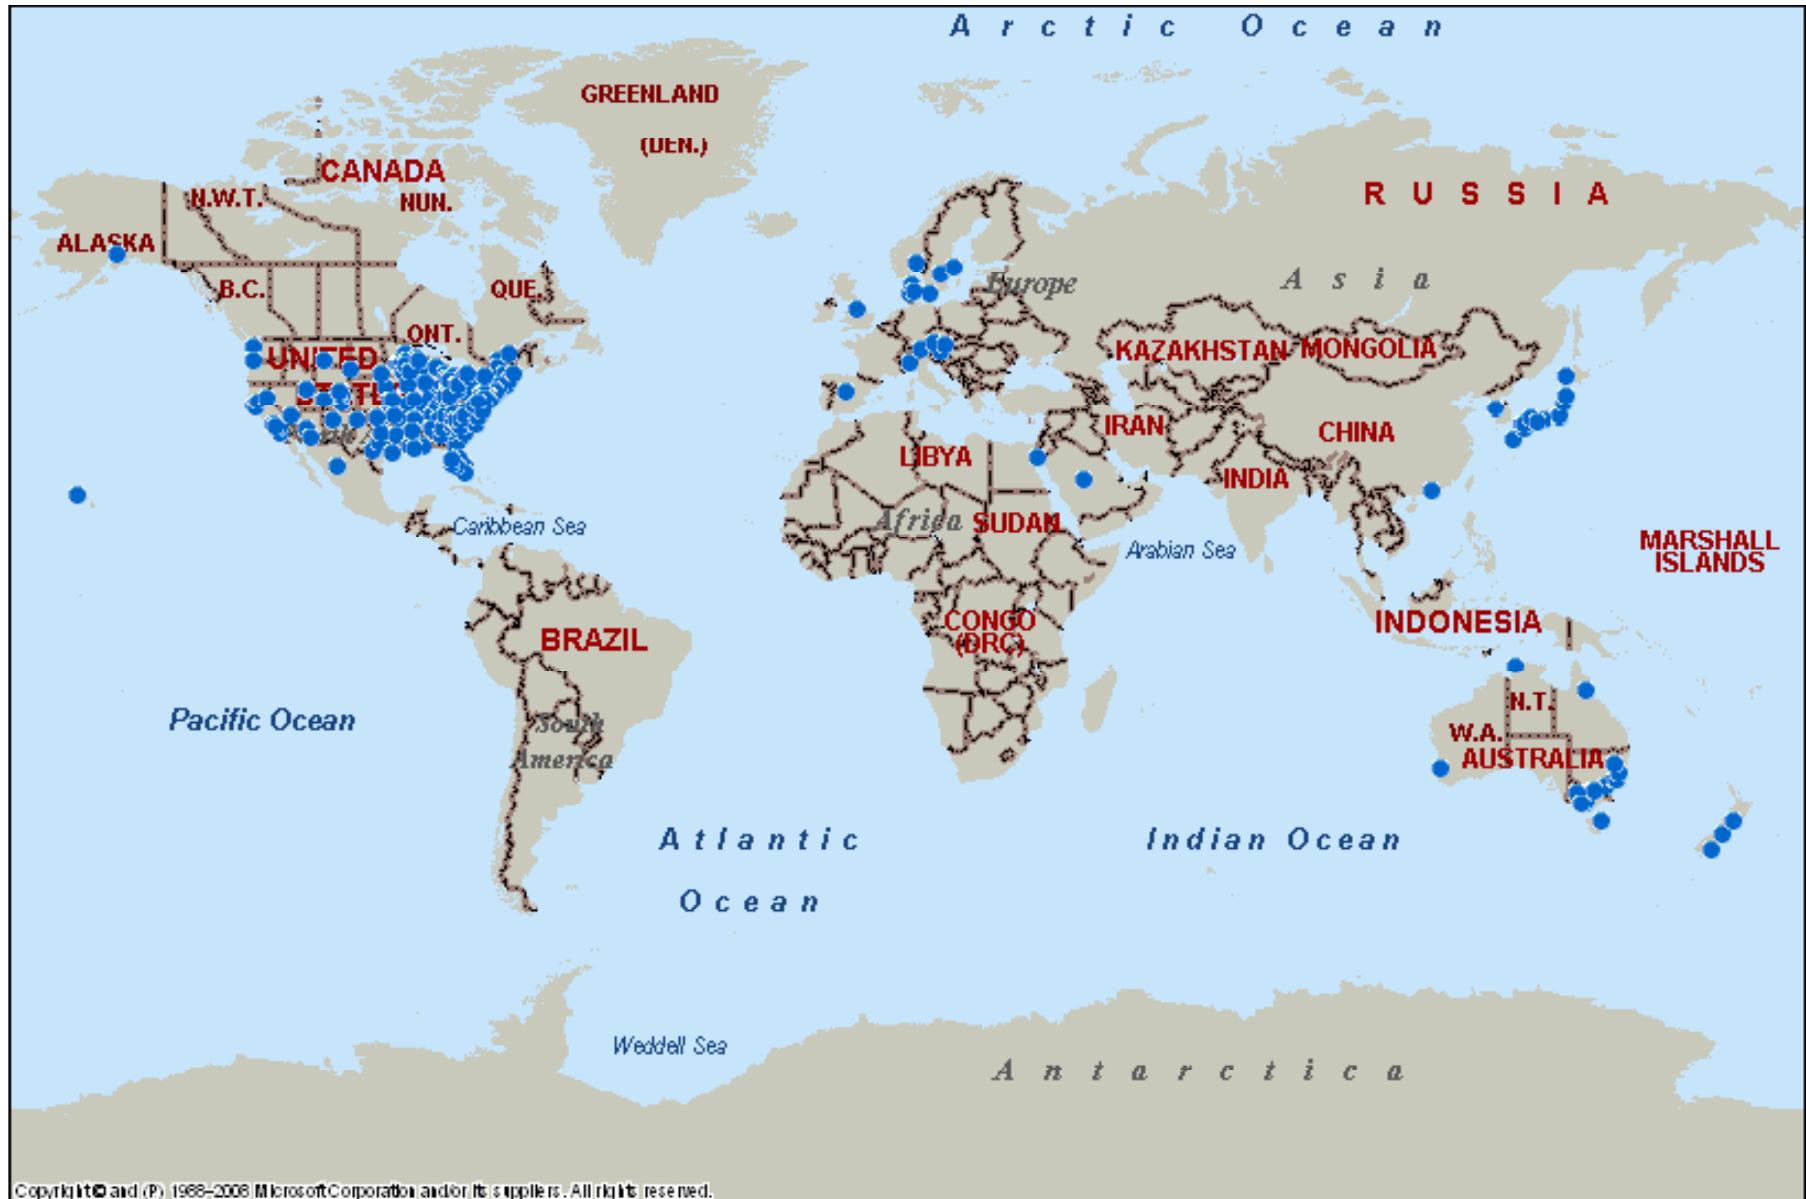 Arctic Ocean
GREENLAND
(DEN.)
CANADA
N.W.T.
NUN.
RUSSIA
ALASKA
B.C.
QUE.
Europe
Asia
ONT.
UNITED
KAZAKHSTAN
MONGOLIA
IRAN
CHINA
LIBYA
INDIA
Caribbean Sea
Africa
SUDAN
Arabian Sea
MARSHALL
ISLANDS
CONGO
(DRC)
INDONESIA
BRAZIL
Pacific Ocean
South
America
N.T.
W.A.
AUSTRALIA
Atlantic
Ocean
Indian Ocean
Weddell Sea
Antarctica
Copyright © and (P) 1988–2008 Microsoft Corporation and/or its suppliers. All rights reserved.